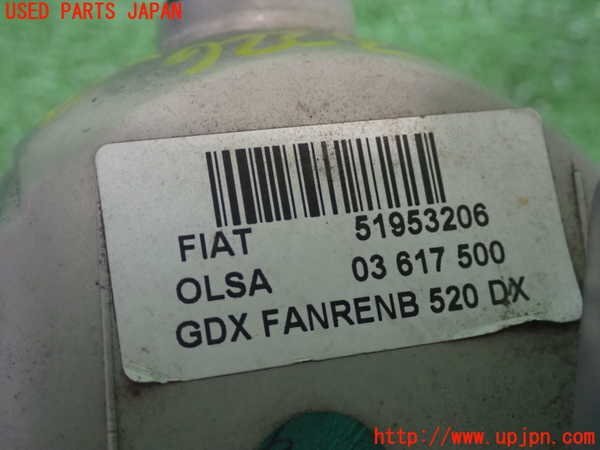 USED PARTS JAPAN
FIAT 51953206
OLSA 03 617 500
GDX FANRENB 520 DX
http://www.upjpn.com/